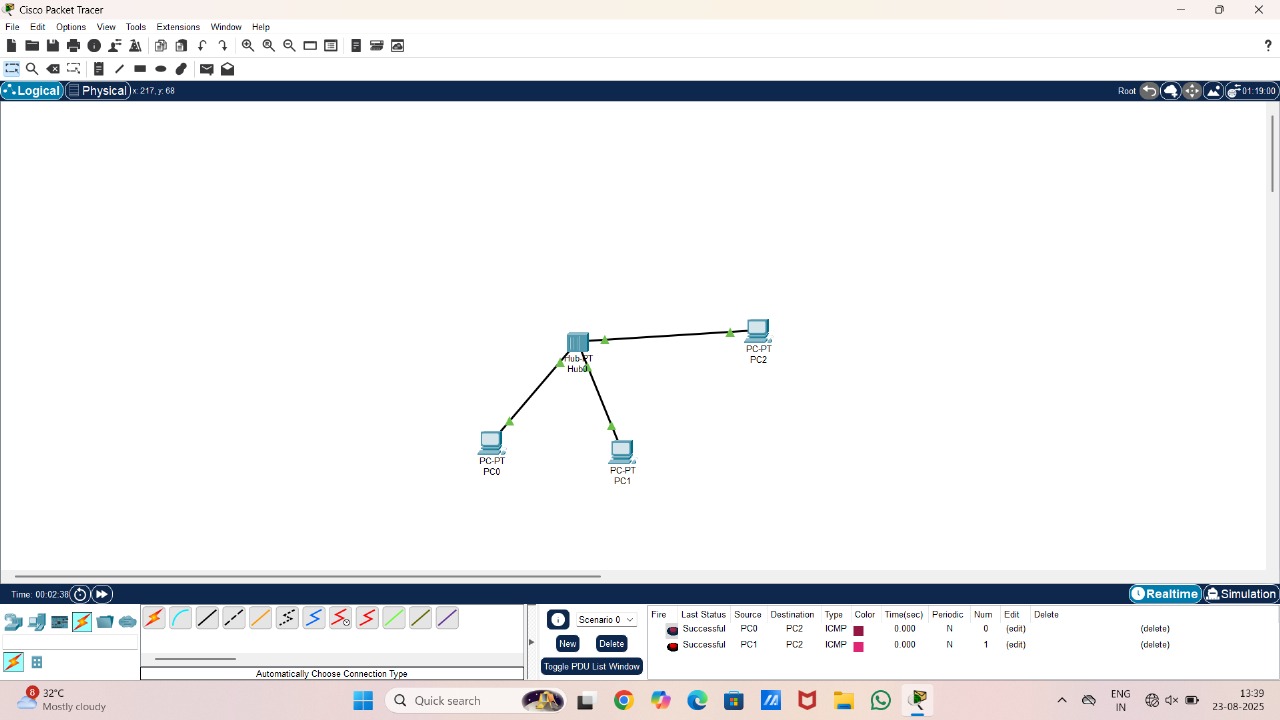 Cisco Packet Tracer
File Edit Options View Tools Extensions Window Help
?
Logical Physical x: 217, y: 68 Root 01:19:00
PC-PT
PC2
Hub-PT
Hub0
PC-PT
PC0
PC-PT
PC1
Time: 00:02:38 Realtime Simulation
Scenario 0
New Delete
Toggle PDU List Window
Automatically Choose Connection Type
Fire Last Status Source Destination Type Color Time(sec) Periodic Num Edit Delete
Successful PC0 PC2 ICMP 0.000 N 0 (edit) (delete)
Successful PC1 PC2 ICMP 0.000 N 1 (edit) (delete)
8
32°C
Mostly cloudy
Quick search
ENG
IN
13:39
23-08-2025